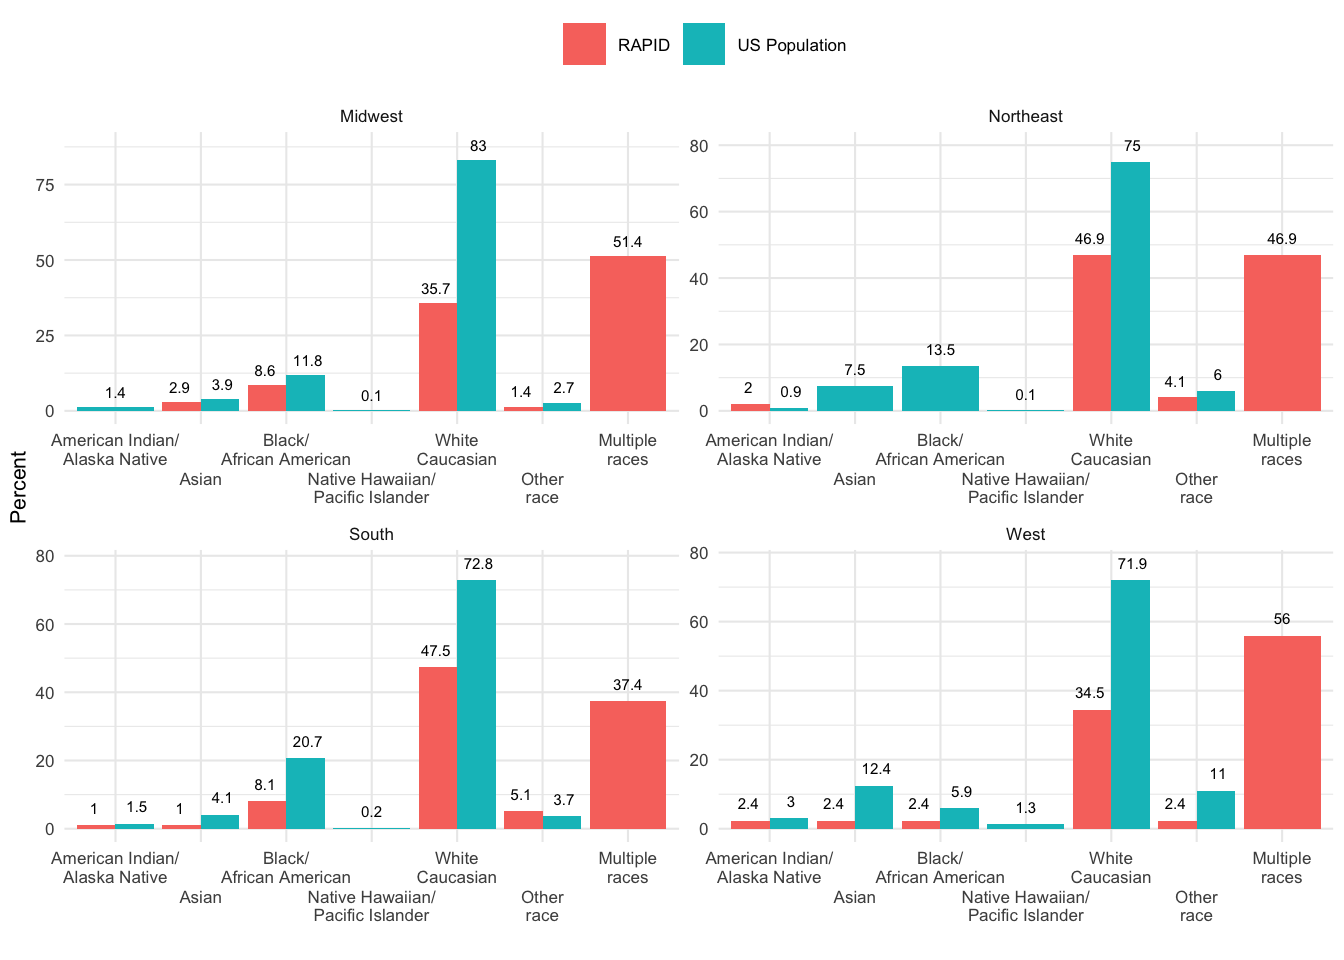 RAPID US Population
Midwest
83
51.4
35.7
11.8
8.6
3.9
2.9
2.7
1.4
1.4
0.1
75
50
25
0
American Indian/
Alaska Native
Asian
Black/
African American
Native Hawaiian/
Pacific Islander
White
Caucasian
Other
race
Multiple
races
Northeast
80
60
40
20
0
2
0.9
7.5
13.5
0.1
46.9
75
4.1
6
46.9
American Indian/
Alaska Native
Asian
Black/
African American
Native Hawaiian/
Pacific Islander
White
Caucasian
Other
race
Multiple
races
Percent
South
80
60
40
20
0
1
1.5
1
4.1
8.1
20.7
0.2
47.5
72.8
5.1
3.7
37.4
American Indian/
Alaska Native
Asian
Black/
African American
Native Hawaiian/
Pacific Islander
White
Caucasian
Other
race
Multiple
races
West
80
60
40
20
0
2.4
3
2.4
12.4
2.4
5.9
1.3
34.5
71.9
2.4
11
56
American Indian/
Alaska Native
Asian
Black/
African American
Native Hawaiian/
Pacific Islander
White
Caucasian
Other
race
Multiple
races